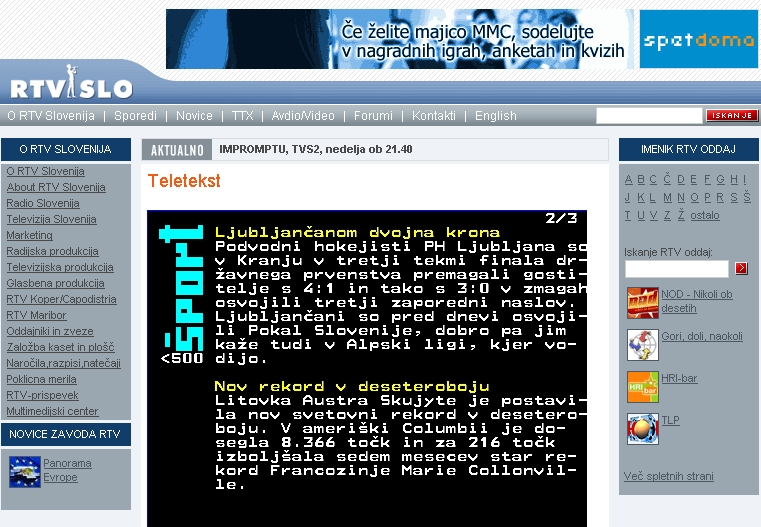 Če želite majico MMC, sodelujte
v nagradnih igrah, anketah in kvizih
spetdoma
RTV SLO
O RTV Slovenija | Sporedi | Novice | TTX | Avdio/Video | Forumi | Kontakti | English
ISKANJE
O RTV SLOVENIJA
O RTV Slovenija
About RTV Slovenija
Radio Slovenija
Televizija Slovenija
Marketing
Radijska produkcija
Televizijska produkcija
Glasbena produkcija
RTV Koper/Capodistria
RTV Maribor
Oddajniki in zveze
Založba kaset in plošč
Naročila,razpisi,natečaji
Poklicna merila
RTV-prispevek
Multimedijski center
NOVICE ZAVODA RTV
Panorama
Evrope
AKTUALNO
IMPROMPTU, TVS2, nedelja ob 21.40
Teletekst
2/3
šport
<500
Ljubljančanom dvojna krona
Podvodni hokejisti PH Ljubljana so
v Kranju v tretji tekmi finala dr-
žavnega prvenstva premagali gosti-
telje s 4:1 in tako s 3:0 v zmagah
osvojili tretji zaporedni naslov.
Ljubljančani so pred dnevi osvoji-
li Pokal Slovenije, dobro pa jim
kaže tudi v Alpski ligi, kjer vo-
dijo.
Nov rekord v deseteroboju
Litovka Austra Skujyte je postavi-
la nov svetovni rekord v desetero-
boju. V ameriški Columbii je do-
segla 8.366 točk in za 216 točk
izboljšala sedem mesecev star re-
kord Francozinje Marie Collonvil-
le.
IMENIK RTV ODDAJ
A B C Č D E F G H I
J K L M N O P R S Š
T U V Z Ž ostalo
Iskanje RTV oddaj:
NOD - Nikoli ob
desetih
Gori, doli, naokoli
HRI-bar
TLP
Več spletnih strani